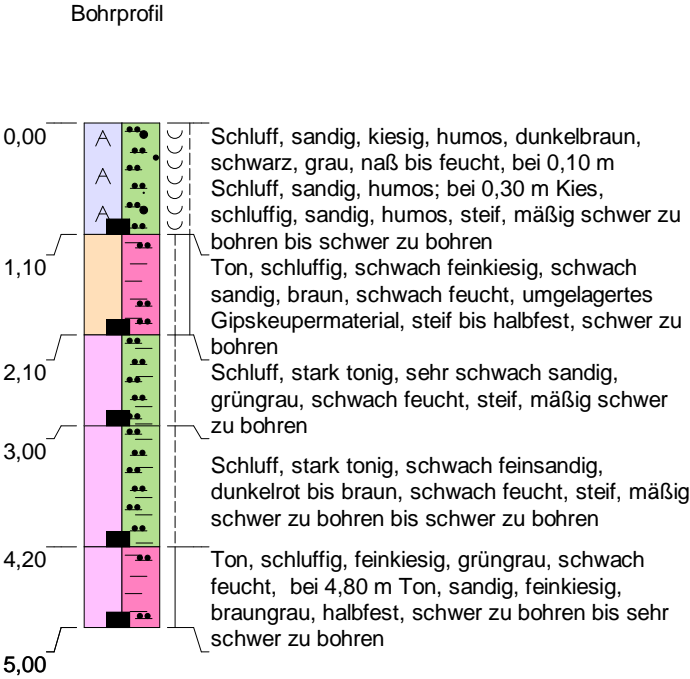 Bohrprofil
0,00
Schluff, sandig, kiesig, humos, dunkelbraun,
schwarz, grau, naß bis feucht, bei 0,10 m
Schluff, sandig, humos; bei 0,30 m Kies,
schluffig, sandig, humos, steif, mäßig schwer zu
bohren bis schwer zu bohren
1,10
Ton, schluffig, schwach feinkiesig, schwach
sandig, braun, schwach feucht, umgelagertes
Gipskeupermaterial, steif bis halbfest, schwer zu
bohren
2,10
Schluff, stark tonig, sehr schwach sandig,
grüngrau, schwach feucht, steif, mäßig schwer
zu bohren
3,00
Schluff, stark tonig, schwach feinsandig,
dunkelrot bis braun, schwach feucht, steif, mäßig
schwer zu bohren bis schwer zu bohren
4,20
Ton, schluffig, feinkiesig, grüngrau, schwach
feucht,  bei 4,80 m Ton, sandig, feinkiesig,
braungrau, halbfest, schwer zu bohren bis sehr
schwer zu bohren
5,00